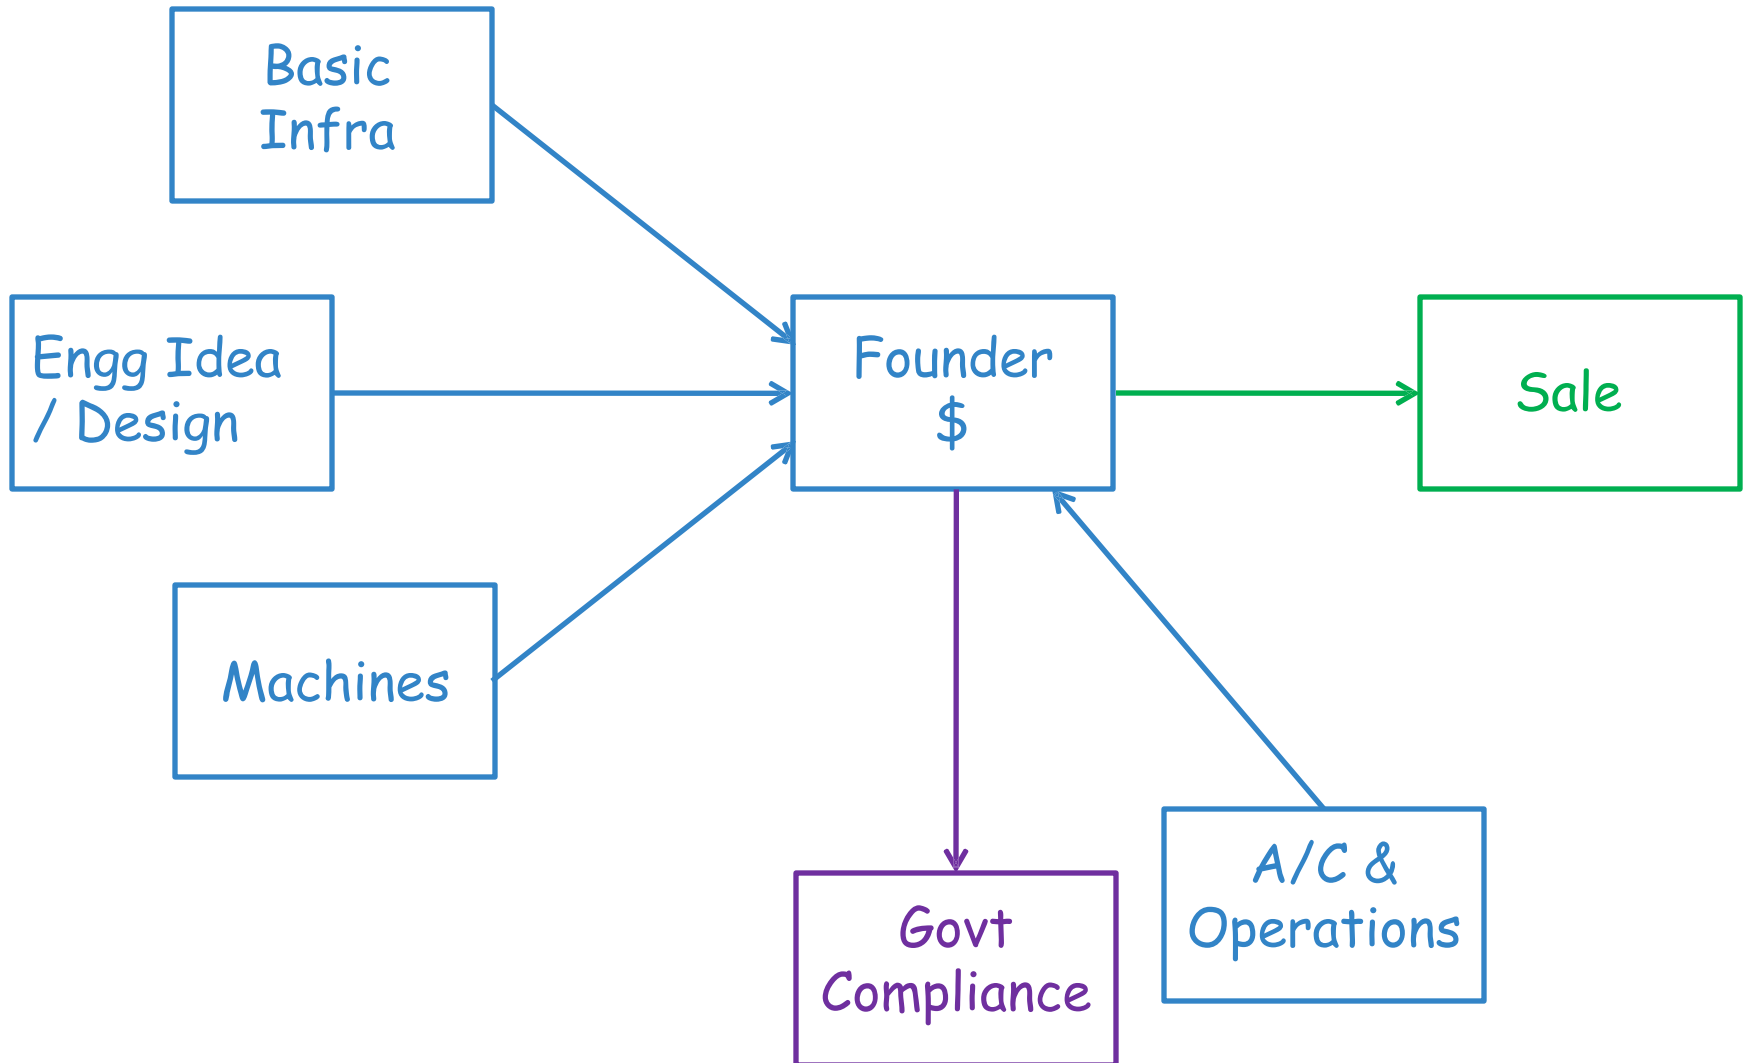 Basic
Infra
Engg Idea
/ Design
Founder
$
Sale
Machines
A/C &
Operations
Govt
Compliance